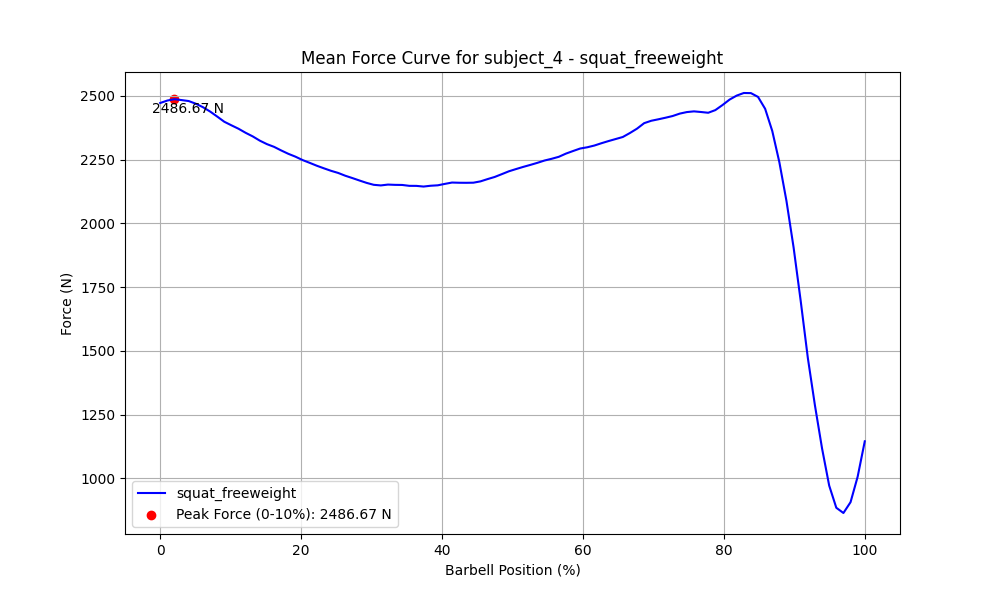 Mean Force Curve for subject_4 - squat_freeweight
Force (N)
2500
2250
2000
1750
1500
1250
1000
2486.67 N
squat_freeweight
Peak Force (0-10%): 2486.67 N
0 20 40 60 80 100
Barbell Position (%)